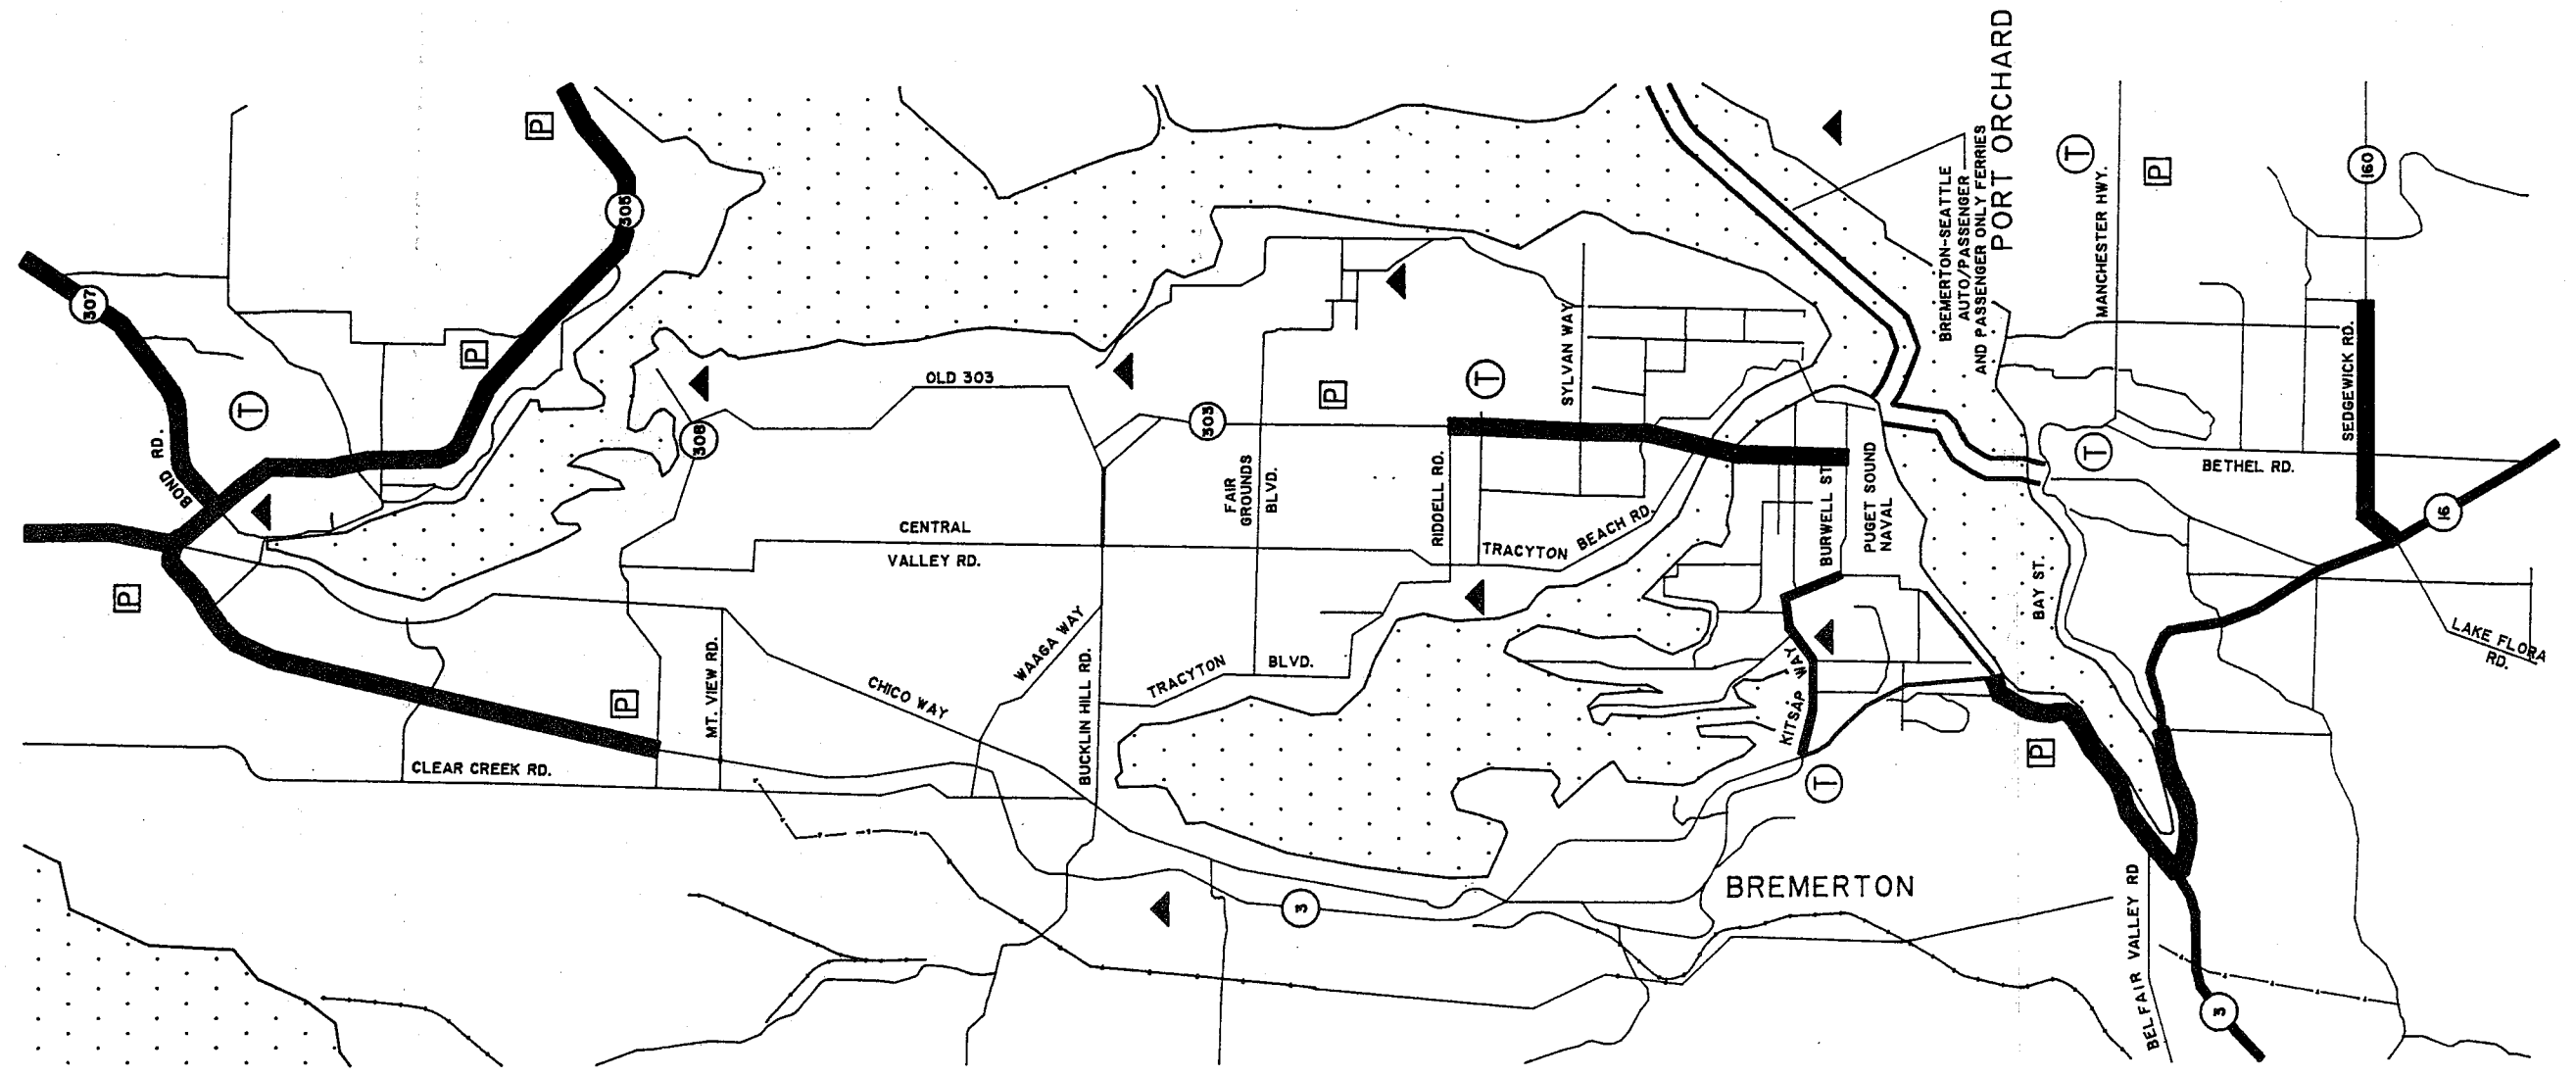 P
305
PORT ORCHARD
BREMERTON-SEATTLE
AUTO/PASSENGER
AND PASSENGER ONLY FERRIES
T
MANCHESTER HWY.
P
160
307
P
T
BOND RD.
308
OLD 303
303
P
T
SYLVAN WAY
SEDGEWICK RD.
FAIR
GROUNDS
BLVD.
RIDDELL RD.
BURWELL ST.
PUGET SOUND
NAVAL
T
BETHEL RD.
16
CENTRAL
VALLEY RD.
TRACYTON BEACH RD.
P
P
MT. VIEW RD.
CHICO WAY
WAAGA WAY
BUCKLIN HILL RD.
TRACYTON BLVD.
KITSAP WAY
BAY ST.
LAKE FLORA
RD.
CLEAR CREEK RD.
T
P
3
BREMERTON
BELFAIR VALLEY RD
3